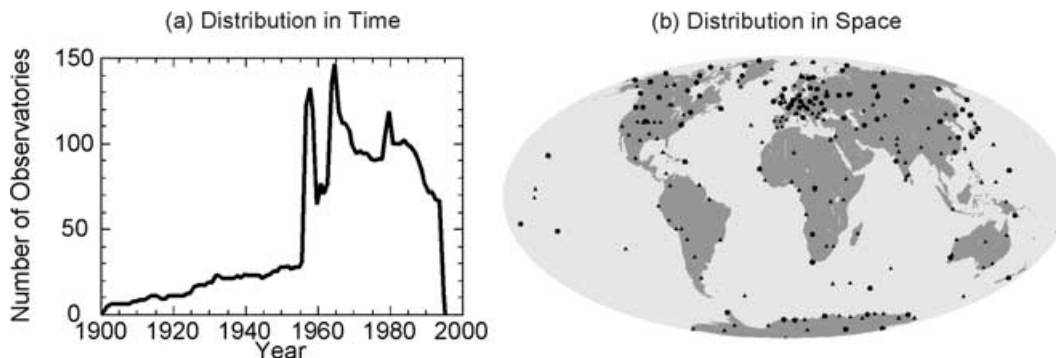 (a) Distribution in Time
Number of Observatories
150
100
50
0
1900 1920 1940 1960 1980 2000
Year
(b) Distribution in Space